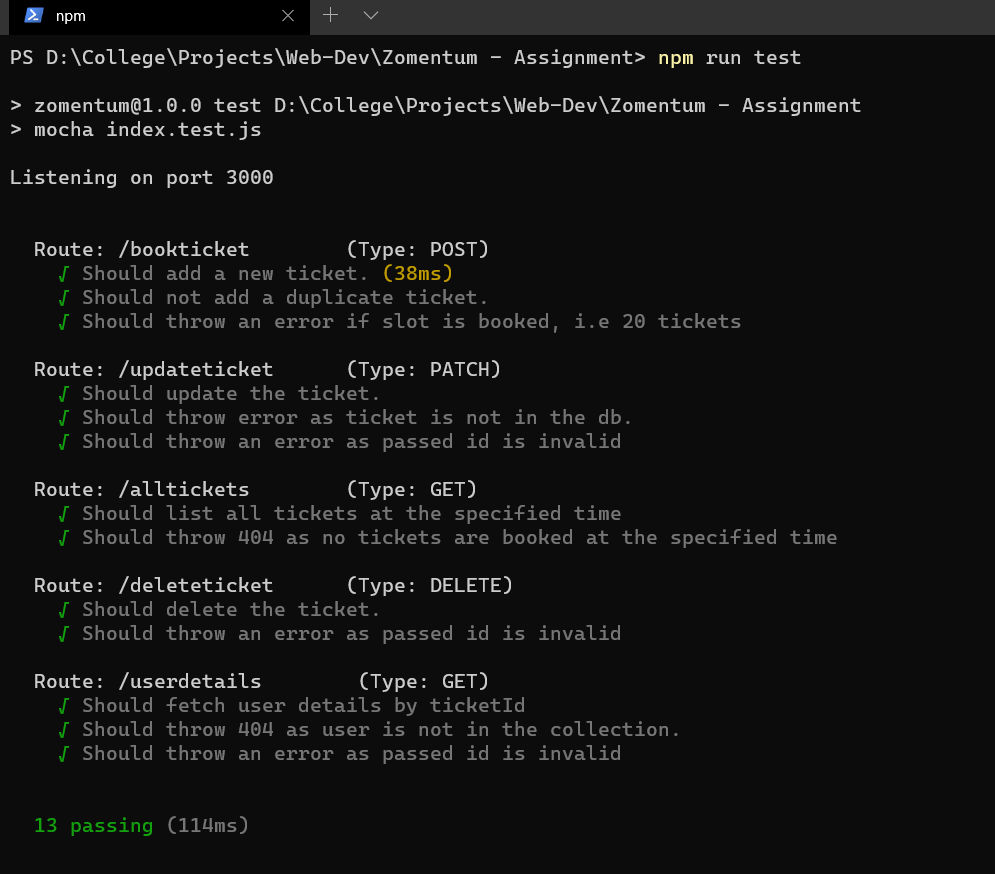 npm
PS D:\College\Projects\Web-Dev\Zomentum - Assignment> npm run test
> zomentum@1.0.0 test D:\College\Projects\Web-Dev\Zomentum - Assignment
> mocha index.test.js
Listening on port 3000
Route: /bookticket        (Type: POST)
√ Should add a new ticket. (38ms)
√ Should not add a duplicate ticket.
√ Should throw an error if slot is booked, i.e 20 tickets
Route: /updateticket      (Type: PATCH)
√ Should update the ticket.
√ Should throw error as ticket is not in the db.
√ Should throw an error as passed id is invalid
Route: /alltickets        (Type: GET)
√ Should list all tickets at the specified time
√ Should throw 404 as no tickets are booked at the specified time
Route: /deleteticket      (Type: DELETE)
√ Should delete the ticket.
√ Should throw an error as passed id is invalid
Route: /userdetails        (Type: GET)
√ Should fetch user details by ticketId
√ Should throw 404 as user is not in the collection.
√ Should throw an error as passed id is invalid
13 passing (114ms)